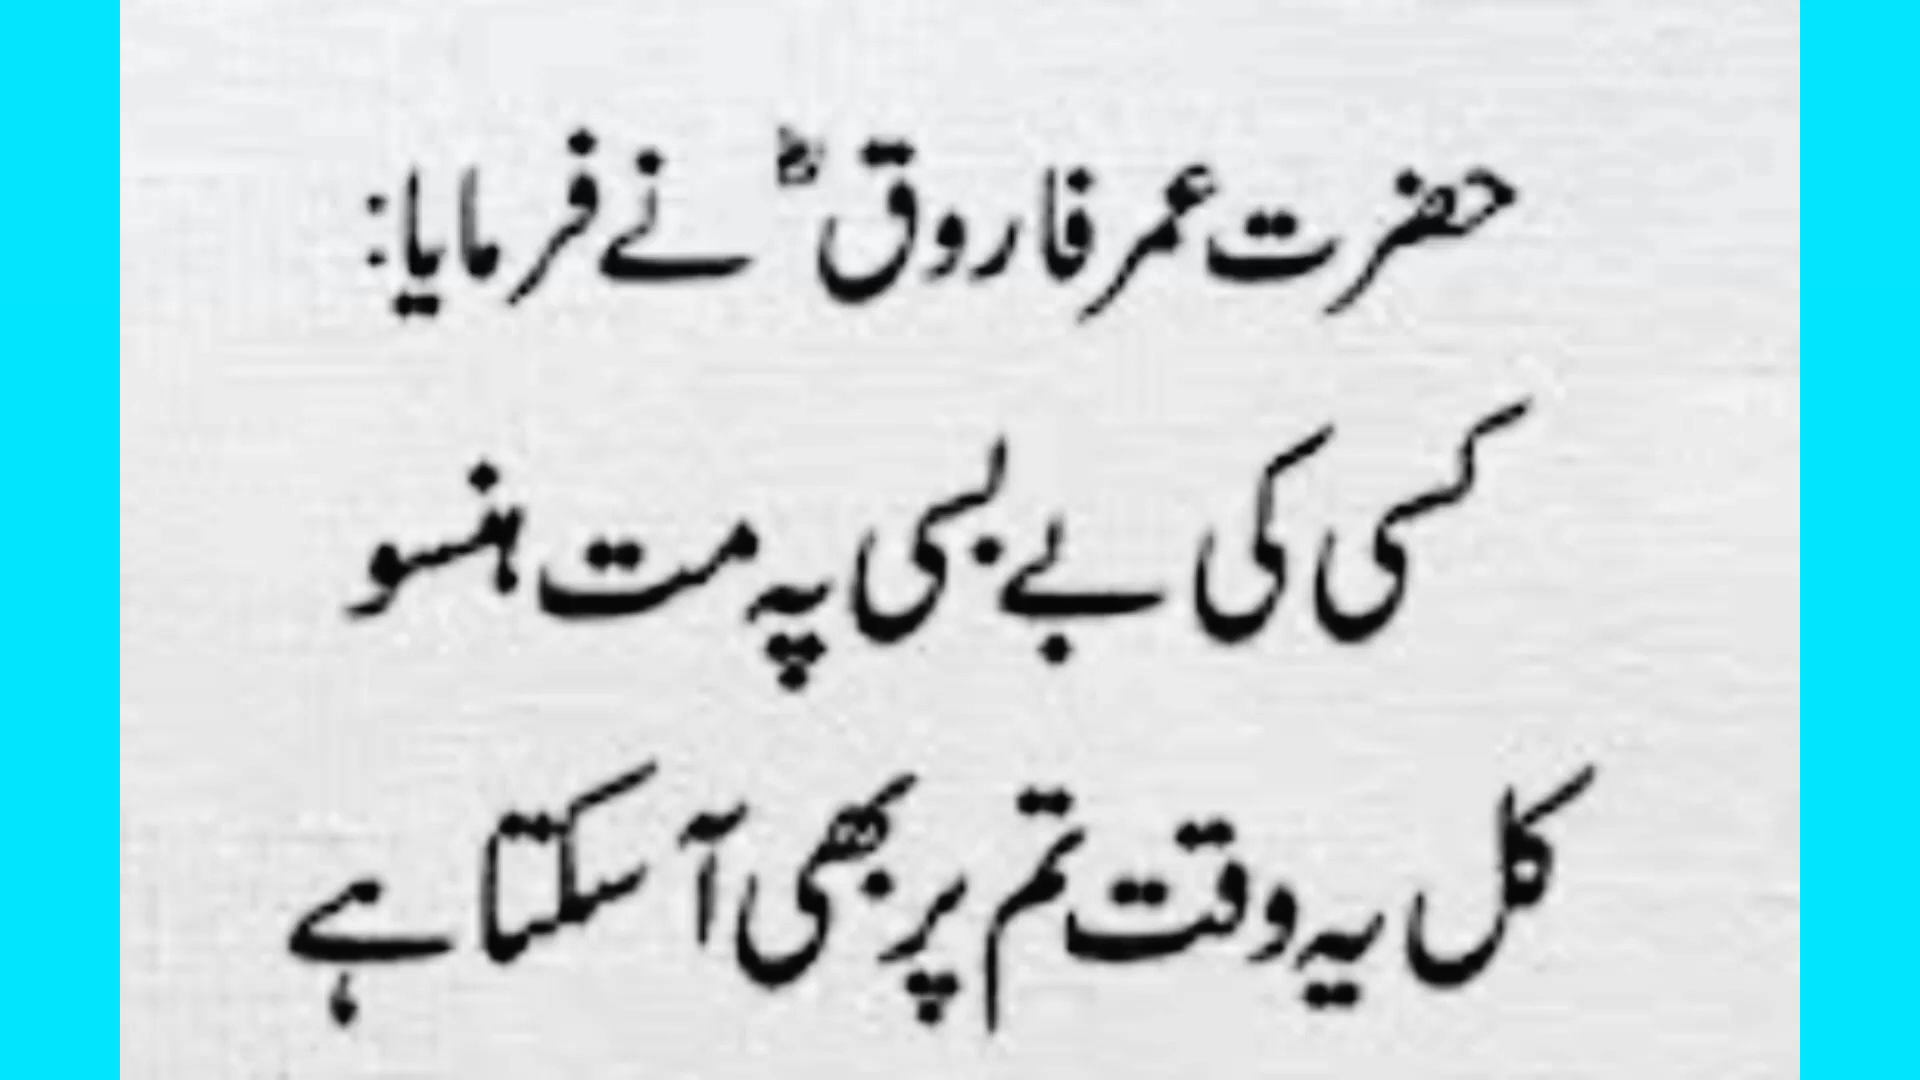 حضرت عمر فاروقؓ نے فرمایا:
کسی کی بے بسی پہ مت ہنسو
کل یہ وقت تم پر بھی آ سکتا ہے